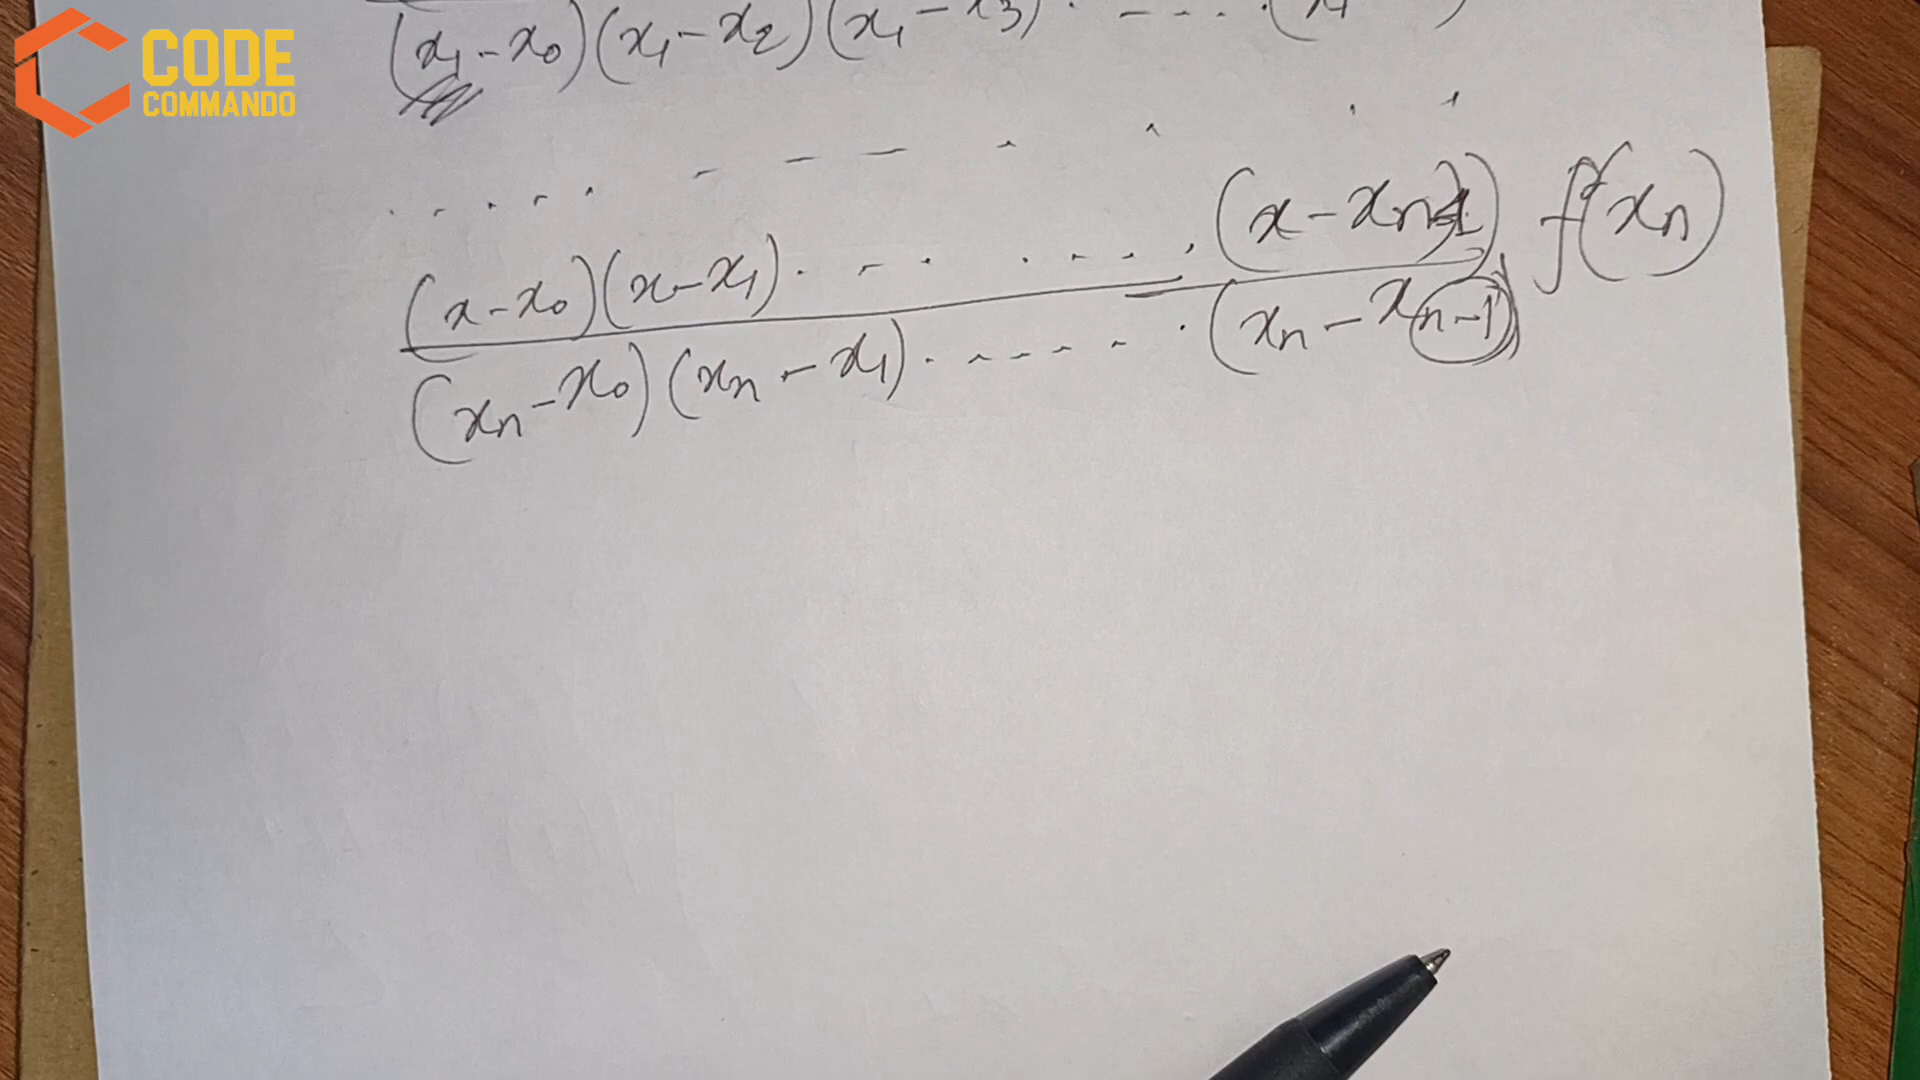 CODE
COMMANDO
(x₁-x₀)(x₁-x₂)(x₁-x₃).----.(x₁
.....---....
(x-x₀)(x-x₁).--. .--..(x-xₙ₋₁) f(xₙ)
(xₙ-x₀)(xₙ-x₁).-----.(xₙ-xₙ₋₁)